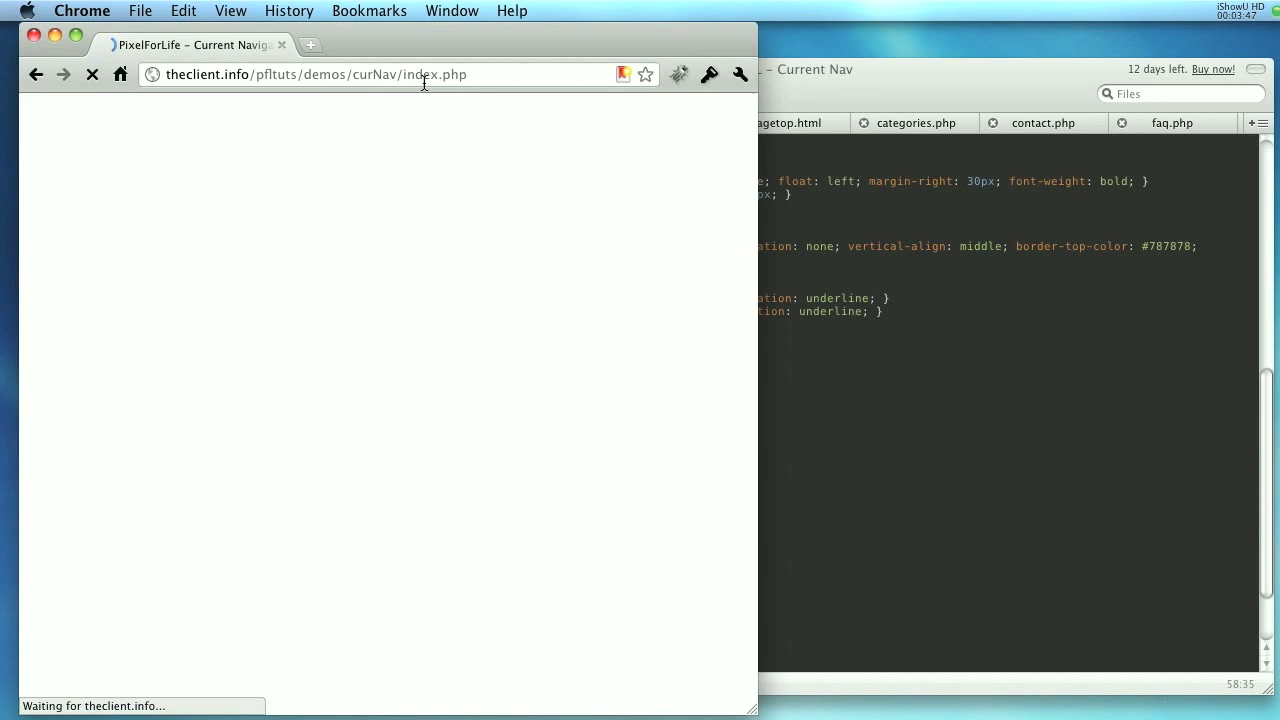 Chrome File Edit View History Bookmarks Window Help
iShowU HD
00:03:47
PixelForLife – Current Naviga
theclient.info/pfltuts/demos/curNav/index.php
– Current Nav
12 days left. Buy now!
Files
agetop.html categories.php contact.php faq.php
e; float: left; margin-right: 30px; font-weight: bold; }
px; }
ation: none; vertical-align: middle; border-top-color: #787878;
ation: underline; }
tion: underline; }
Waiting for theclient.info...
58:35